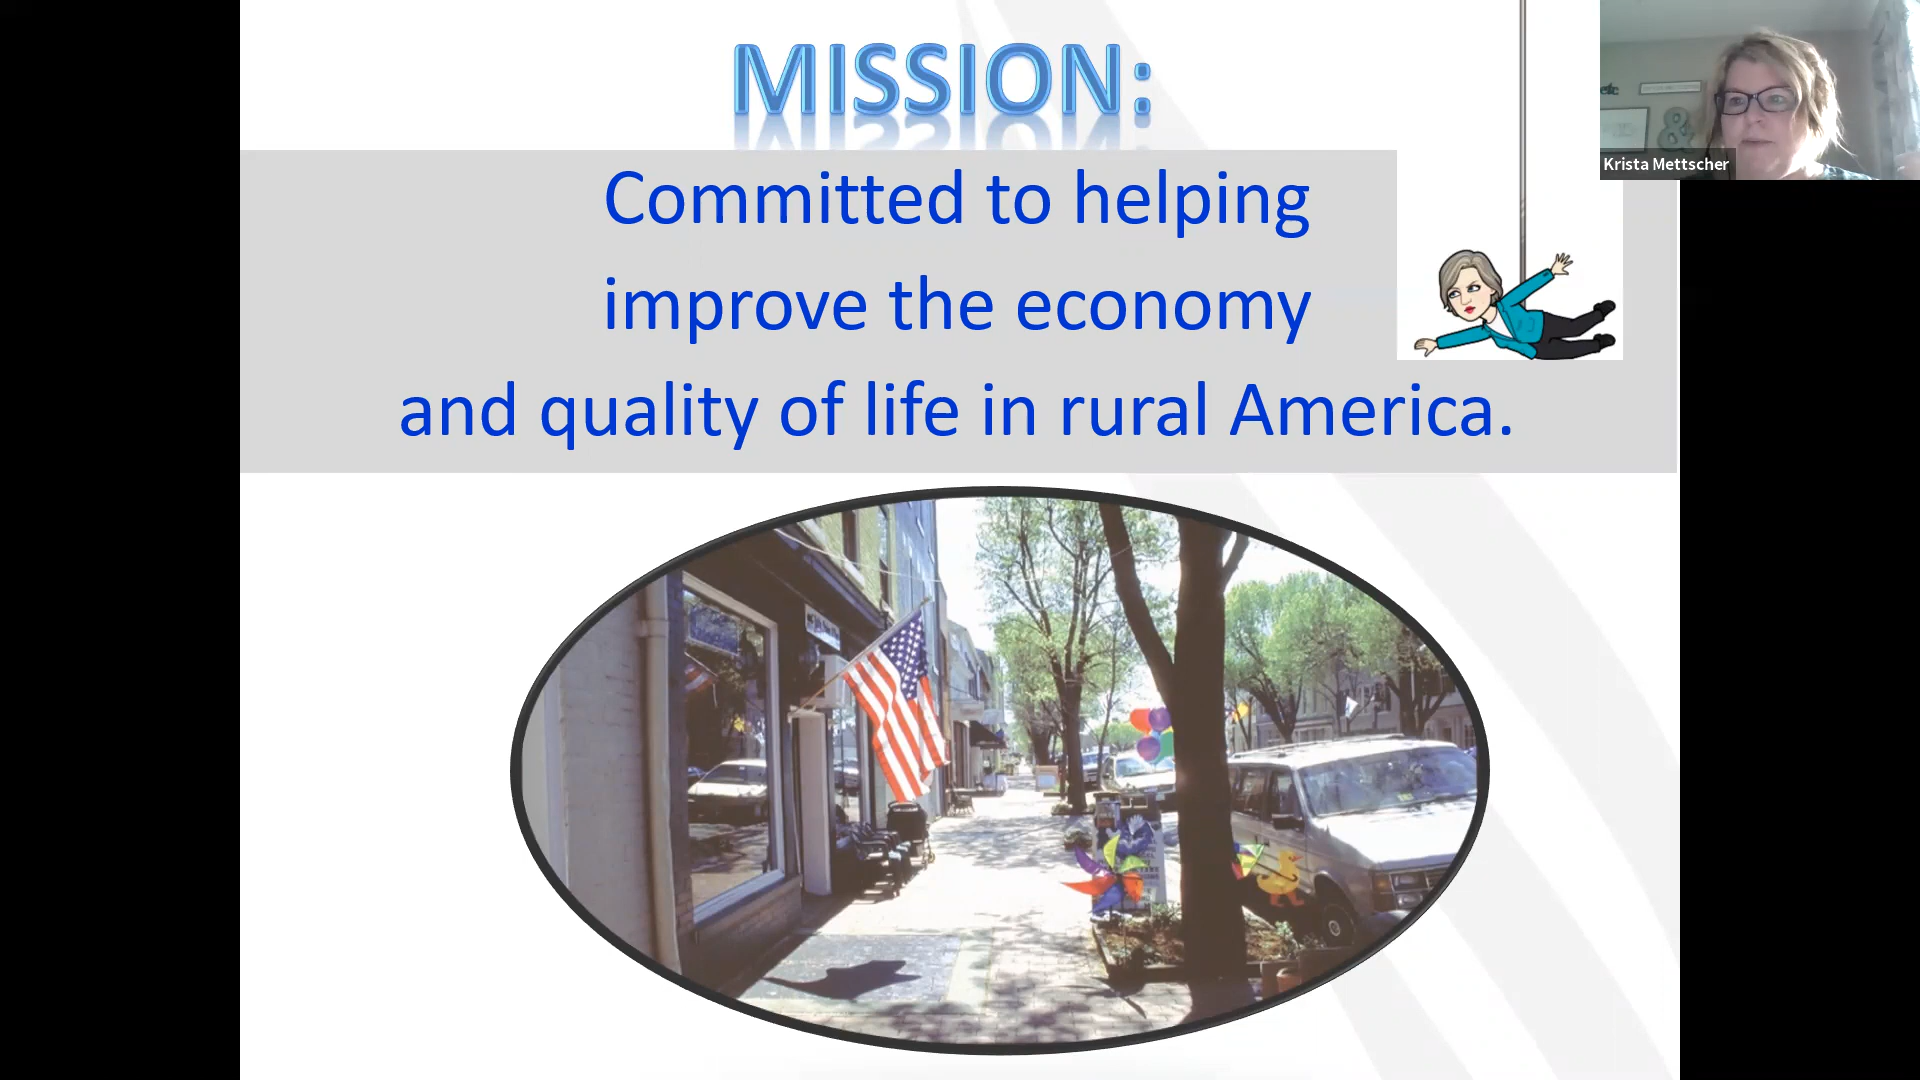 MISSION:
Committed to helping
improve the economy
and quality of life in rural America.
Krista Mettscher
&